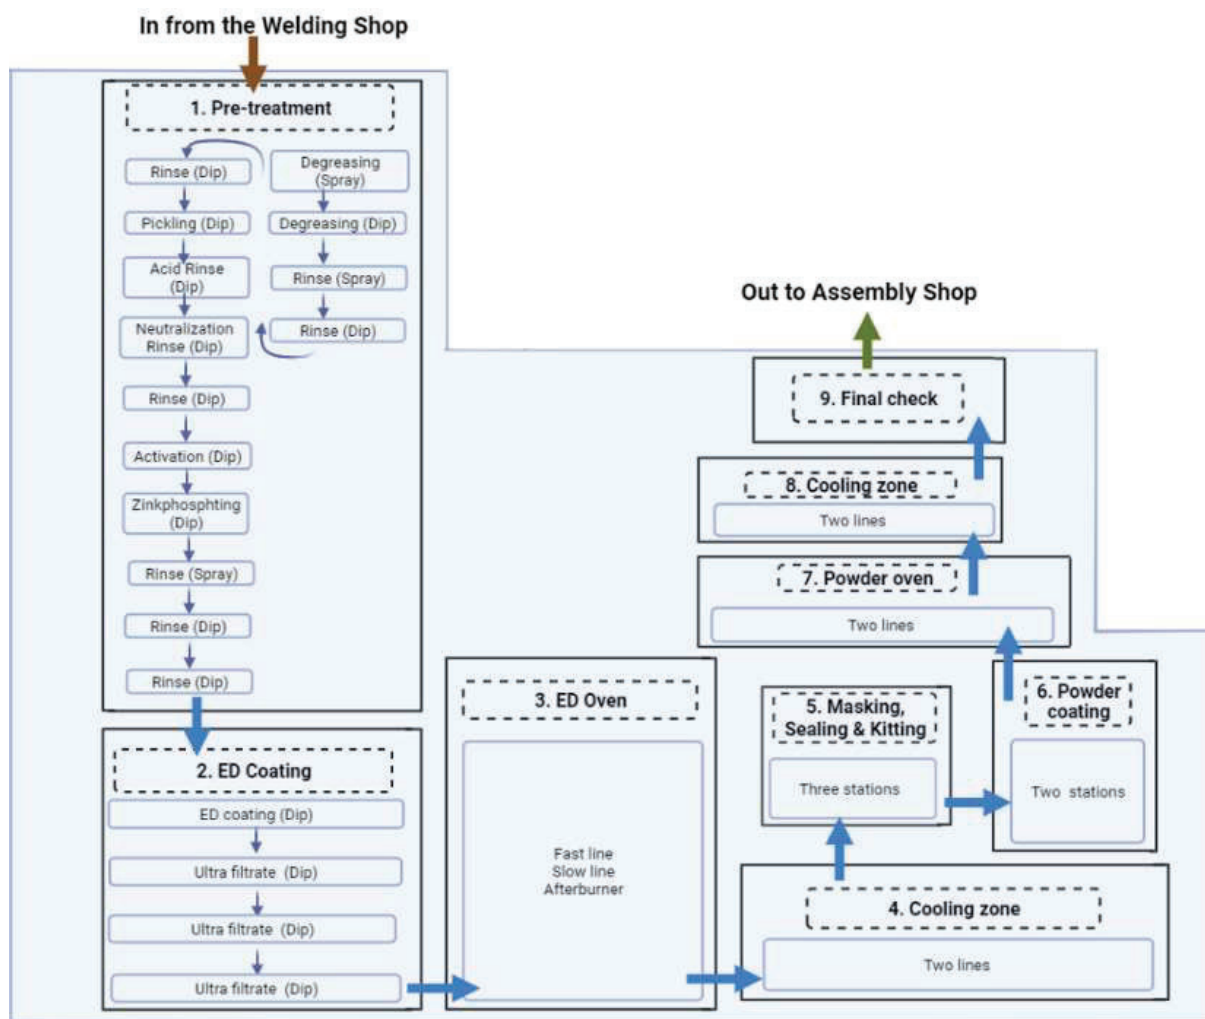 In from the Welding Shop
1. Pre-treatment
Degreasing
(Spray)
Degreasing (Dip)
Rinse (Spray)
Rinse (Dip)
Rinse (Dip)
Pickling (Dip)
Acid Rinse
(Dip)
Neutralization
Rinse (Dip)
Rinse (Dip)
Activation (Dip)
Zinkphosphting
(Dip)
Rinse (Spray)
Rinse (Dip)
Rinse (Dip)
2. ED Coating
ED coating (Dip)
Ultra filtrate (Dip)
Ultra filtrate (Dip)
Ultra filtrate (Dip)
3. ED Oven
Fast line
Slow line
Afterburner
4. Cooling zone
Two lines
5. Masking,
Sealing & Kitting
Three stations
6. Powder
coating
Two stations
7. Powder oven
Two lines
8. Cooling zone
Two lines
9. Final check
Out to Assembly Shop